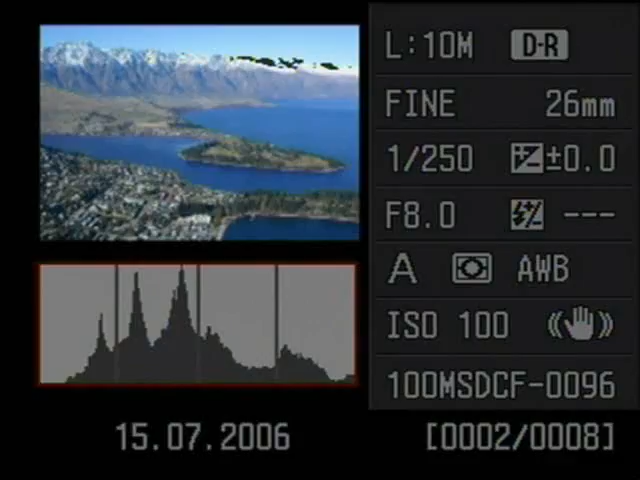 L:10M D-R
FINE 26mm
1/250 ±0.0
F8.0 ---
A AWB
ISO 100
100MSDCF-0096
15.07.2006 [0002/0008]